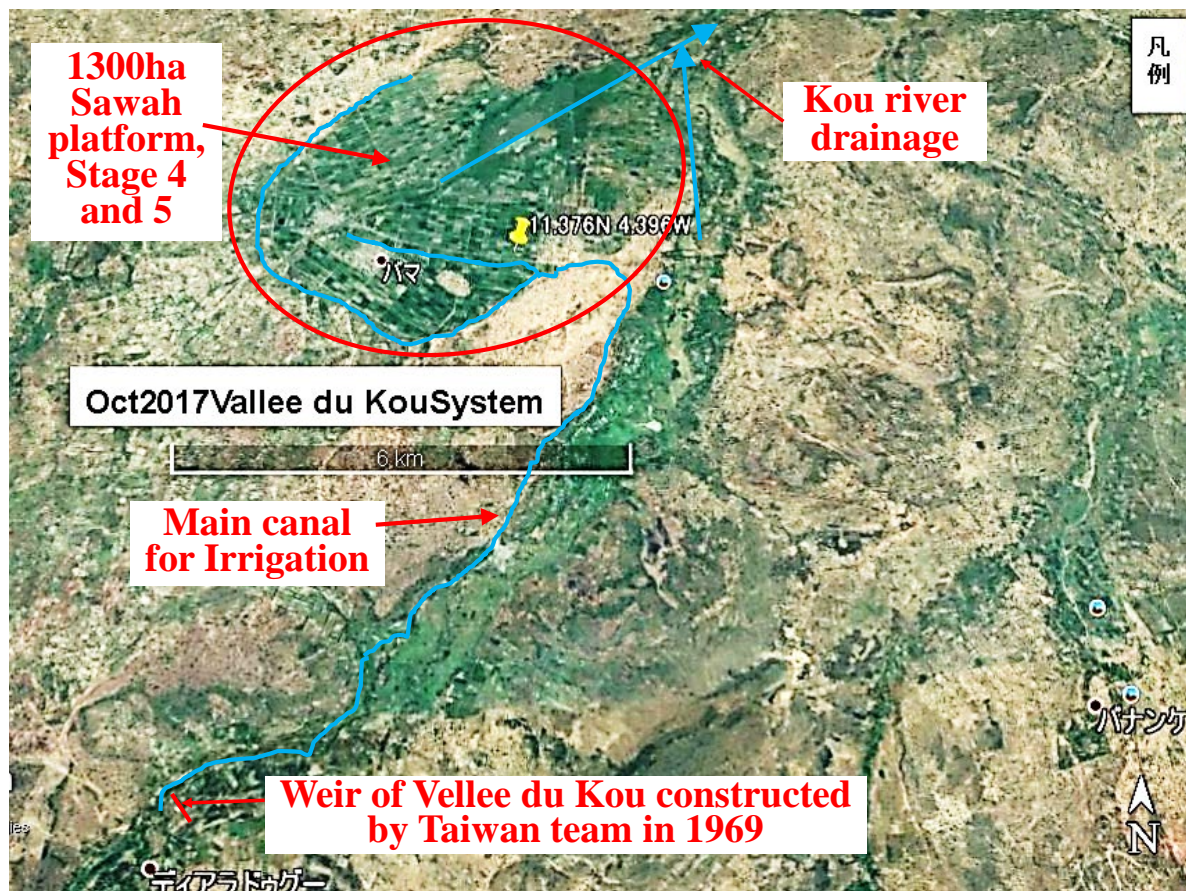 1300ha
Sawah
platform,
Stage 4
and 5
Kou river
drainage
凡
例
11.376N 4.396W
バマ
Oct2017Vallee du KouSystem
6 km
Main canal
for Irrigation
バナンケ
Weir of Vellee du Kou constructed
by Taiwan team in 1969
N
ディアラドゥグー